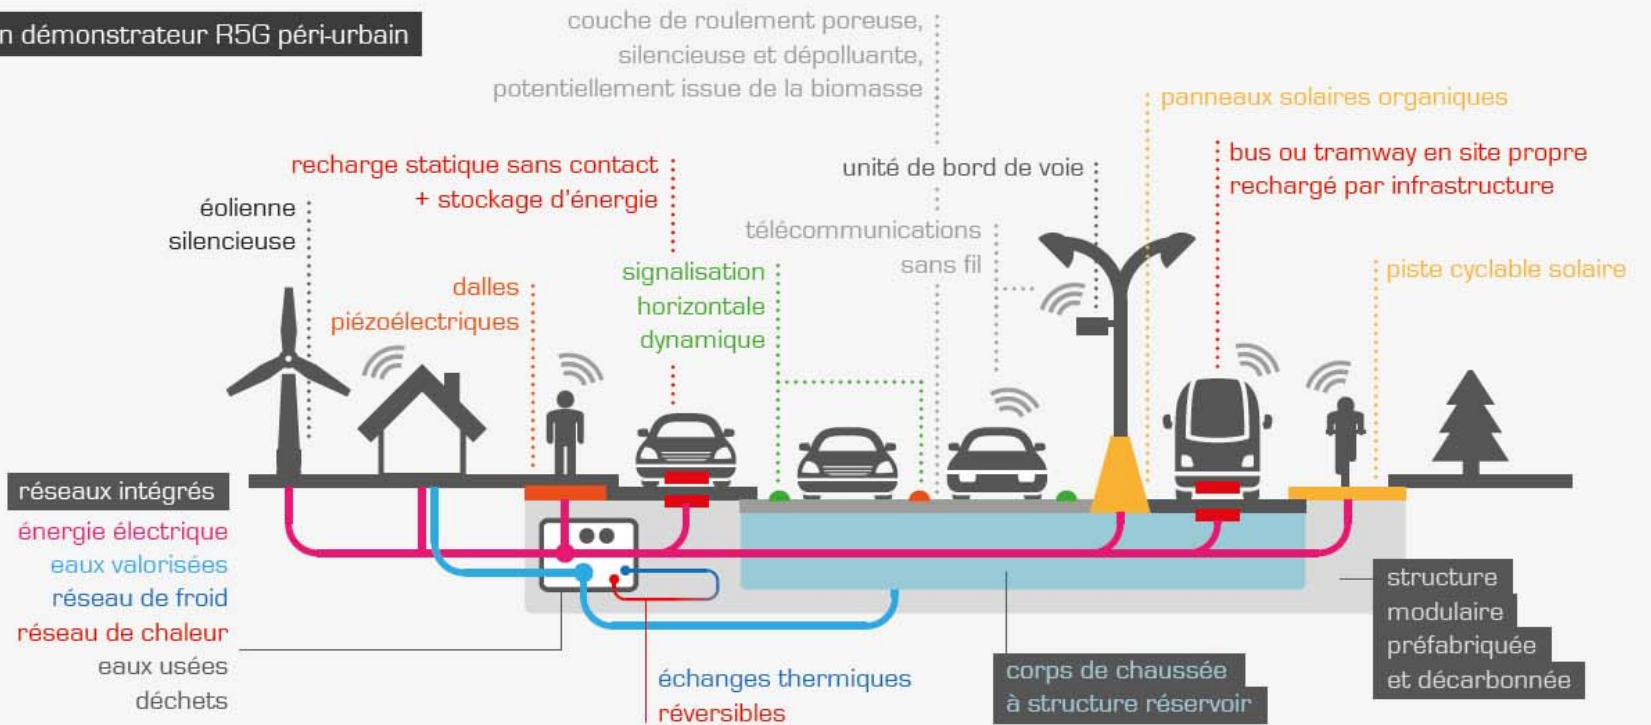 n démonstrateur R5G péri-urbain
couche de roulement poreuse,
silencieuse et dépolluante,
potentiellement issue de la biomasse
panneaux solaires organiques
recharge statique sans contact
+ stockage d'énergie
unité de bord de voie
bus ou tramway en site propre
rechargé par infrastructure
éolienne
silencieuse
télécommunications
sans fil
signalisation
horizontale
dynamique
piste cyclable solaire
dalles
piézoélectriques
réseaux intégrés
énergie électrique
eaux valorisées
réseau de froid
réseau de chaleur
eaux usées
déchets
échanges thermiques
réversibles
corps de chaussée
à structure réservoir
structure
modulaire
préfabriquée
et décarbonnée